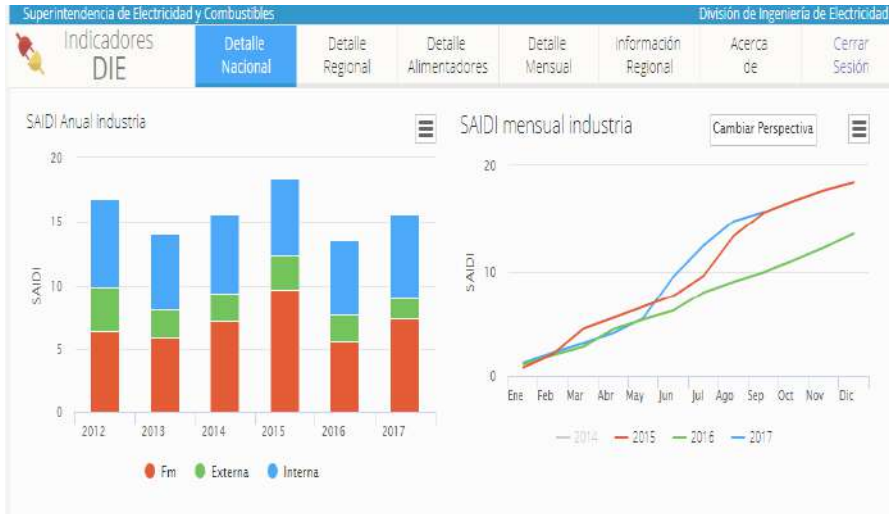 Superintendencia de Electricidad y Combustibles
División de Ingeniería de Electricidad
Indicadores
DIE
Detalle
Nacional
Detalle
Regional
Detalle
Alimentadores
Detalle
Mensual
Información
Regional
Acerca
de
Cerrar
Sesión
SAIDI Anual industria
20
15
10
5
0
SAIDI
2012 2013 2014 2015 2016 2017
Fm Externa Interna
SAIDI mensual industria
Cambiar Perspectiva
20
10
0
SAIDI
Ene Feb Mar Abr May Jun Jul Ago Sep Oct Nov Dic
2014 2015 2016 2017